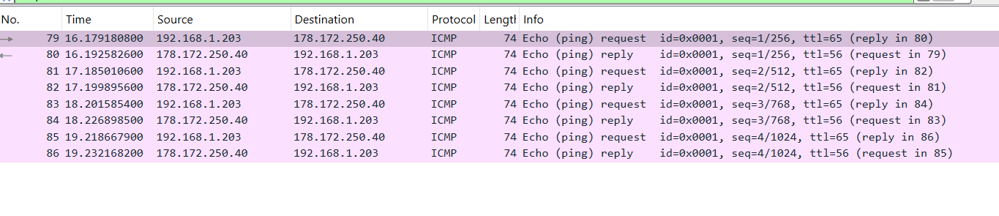 No. Time Source Destination Protocol Length Info
79 16.179180800 192.168.1.203 178.172.250.40 ICMP 74 Echo (ping) request id=0x0001, seq=1/256, ttl=65 (reply in 80)
80 16.192582600 178.172.250.40 192.168.1.203 ICMP 74 Echo (ping) reply id=0x0001, seq=1/256, ttl=56 (request in 79)
81 17.185010600 192.168.1.203 178.172.250.40 ICMP 74 Echo (ping) request id=0x0001, seq=2/512, ttl=65 (reply in 82)
82 17.199895600 178.172.250.40 192.168.1.203 ICMP 74 Echo (ping) reply id=0x0001, seq=2/512, ttl=56 (request in 81)
83 18.201585400 192.168.1.203 178.172.250.40 ICMP 74 Echo (ping) request id=0x0001, seq=3/768, ttl=65 (reply in 84)
84 18.226898500 178.172.250.40 192.168.1.203 ICMP 74 Echo (ping) reply id=0x0001, seq=3/768, ttl=56 (request in 83)
85 19.218667900 192.168.1.203 178.172.250.40 ICMP 74 Echo (ping) request id=0x0001, seq=4/1024, ttl=65 (reply in 86)
86 19.232168200 178.172.250.40 192.168.1.203 ICMP 74 Echo (ping) reply id=0x0001, seq=4/1024, ttl=56 (request in 85)